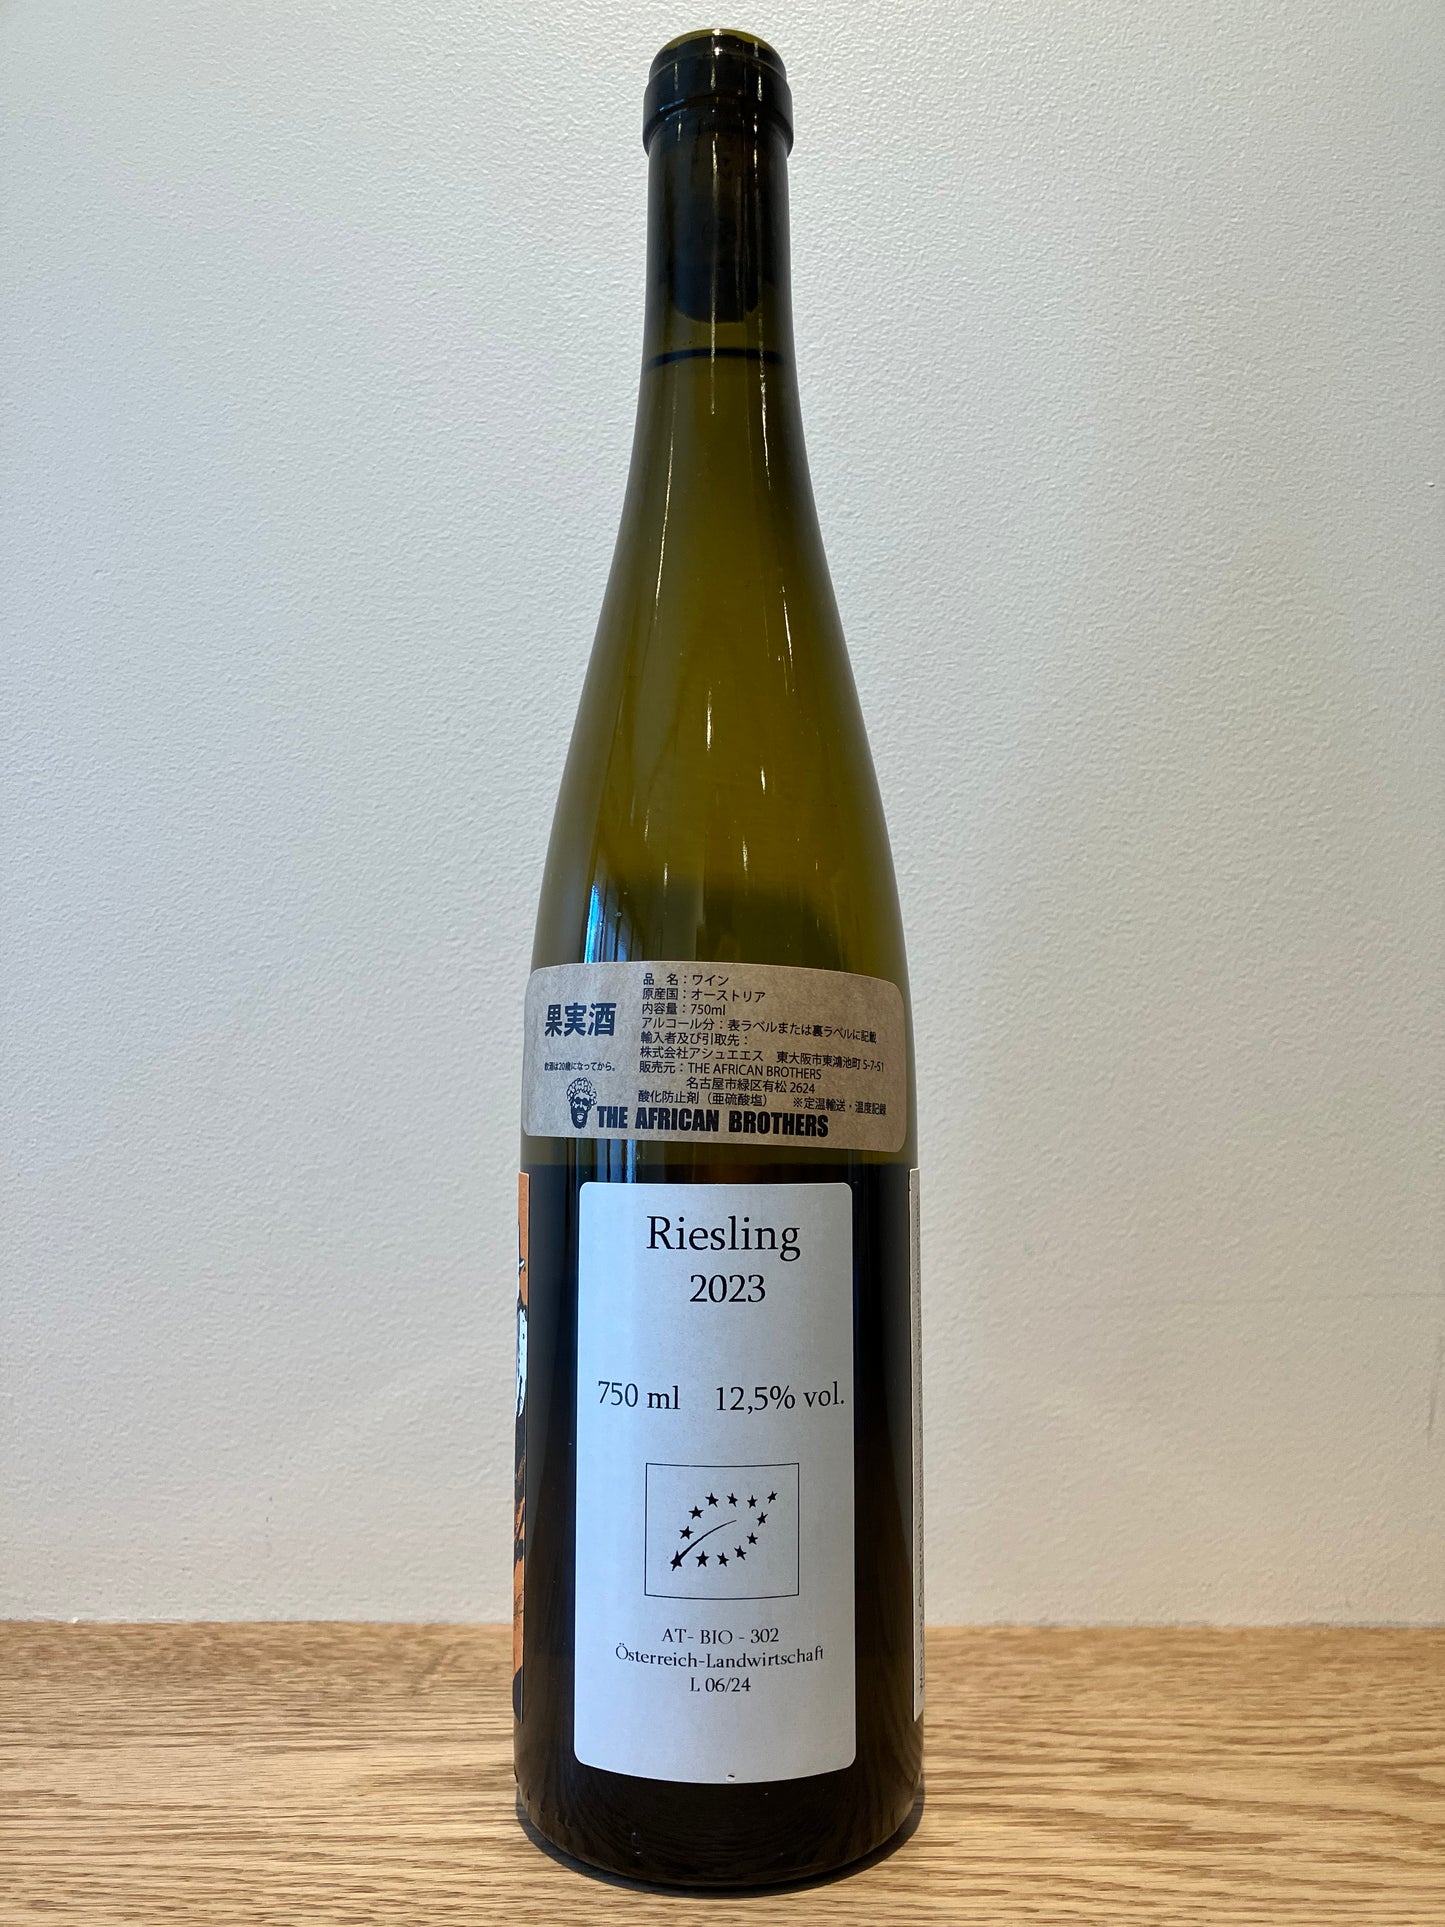 果実酒
飲酒は20歳になってから。
品 名：ワイン
原産国：オーストリア
内容量：750ml
アルコール分：表ラベルまたは裏ラベルに記載
輸入者及び引取先：
株式会社アシュエエス 東大阪市東鴻池町 5-7-51
販売元：THE AFRICAN BROTHERS
名古屋市緑区有松 2624
酸化防止剤（亜硫酸塩） ※定温輸送・温度記録
THE AFRICAN BROTHERS
Riesling
2023
750 ml 12,5% vol.
AT- BIO - 302
Österreich-Landwirtschaft
L 06/24